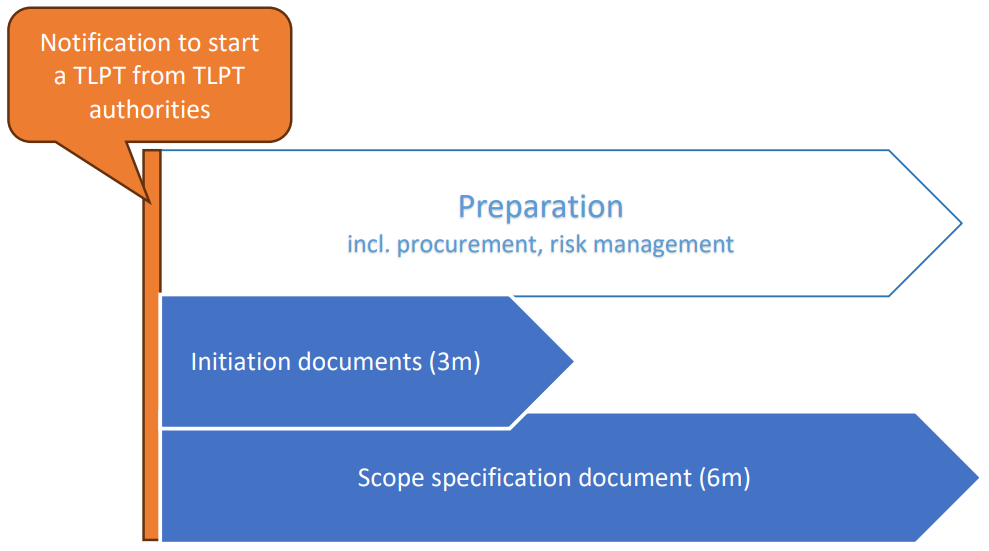 Notification to start
a TLPT from TLPT
authorities
Preparation
incl. procurement, risk management
Initiation documents (3m)
Scope specification document (6m)